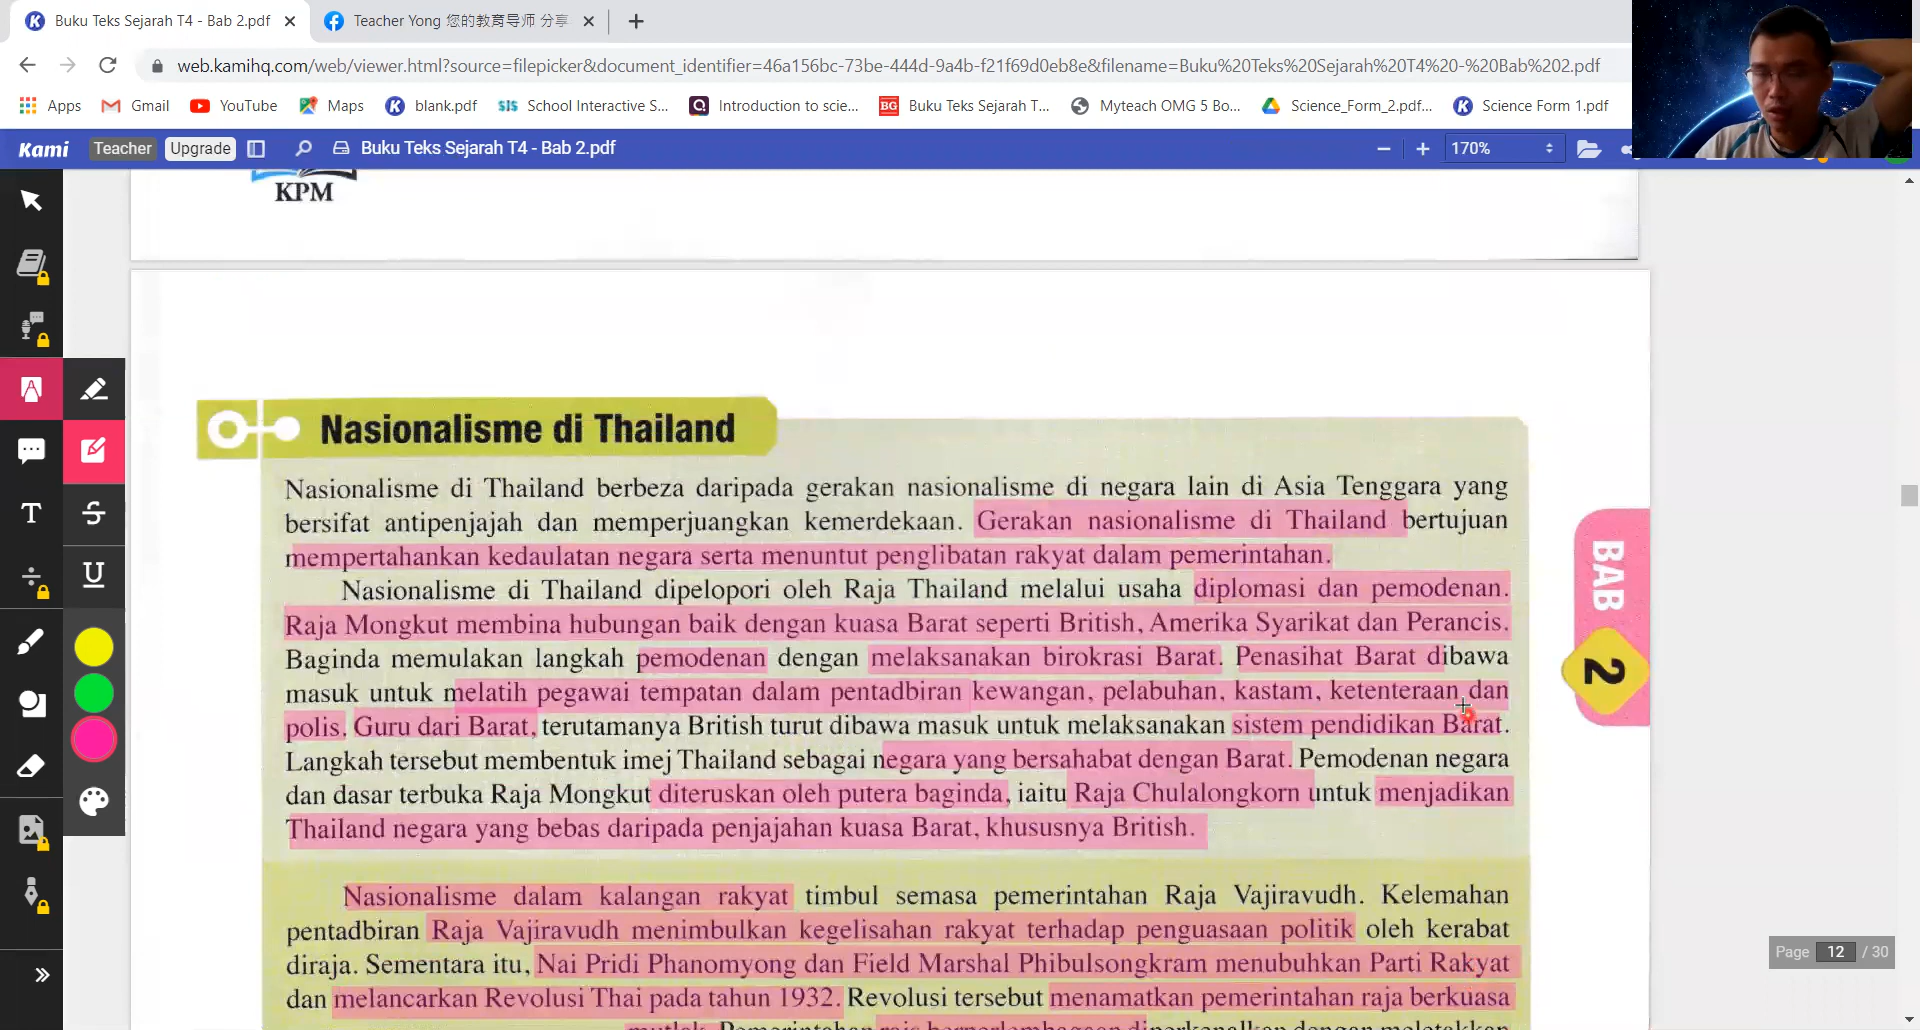 Buku Teks Sejarah T4 - Bab 2.pdf
Teacher Yong 您的教育导师 分享
web.kamihq.com/web/viewer.html?source=filepicker&document_identifier=46a156bc-73be-444d-9a4b-f21f69d0eb8e&filename=Buku%20Teks%20Sejarah%20T4%20-%20Bab%202.pdf
Apps Gmail YouTube Maps blank.pdf SIS School Interactive S... Introduction to scie... BG Buku Teks Sejarah T... Myteach OMG 5 Bo... Science_Form_2.pdf... Science Form 1.pdf
Kami Teacher Upgrade Buku Teks Sejarah T4 - Bab 2.pdf 170%
KPM
Nasionalisme di Thailand
Nasionalisme di Thailand berbeza daripada gerakan nasionalisme di negara lain di Asia Tenggara yang
bersifat antipenjajah dan memperjuangkan kemerdekaan. Gerakan nasionalisme di Thailand bertujuan
mempertahankan kedaulatan negara serta menuntut penglibatan rakyat dalam pemerintahan.
Nasionalisme di Thailand dipelopori oleh Raja Thailand melalui usaha diplomasi dan pemodenan.
Raja Mongkut membina hubungan baik dengan kuasa Barat seperti British, Amerika Syarikat dan Perancis.
Baginda memulakan langkah pemodenan dengan melaksanakan birokrasi Barat. Penasihat Barat dibawa
masuk untuk melatih pegawai tempatan dalam pentadbiran kewangan, pelabuhan, kastam, ketenteraan dan
polis. Guru dari Barat, terutamanya British turut dibawa masuk untuk melaksanakan sistem pendidikan Barat.
Langkah tersebut membentuk imej Thailand sebagai negara yang bersahabat dengan Barat. Pemodenan negara
dan dasar terbuka Raja Mongkut diteruskan oleh putera baginda, iaitu Raja Chulalongkorn untuk menjadikan
Thailand negara yang bebas daripada penjajahan kuasa Barat, khususnya British.
Nasionalisme dalam kalangan rakyat timbul semasa pemerintahan Raja Vajiravudh. Kelemahan
pentadbiran Raja Vajiravudh menimbulkan kegelisahan rakyat terhadap penguasaan politik oleh kerabat
diraja. Sementara itu, Nai Pridi Phanomyong dan Field Marshal Phibulsongkram menubuhkan Parti Rakyat
dan melancarkan Revolusi Thai pada tahun 1932. Revolusi tersebut menamatkan pemerintahan raja berkuasa
mutlak. Pemerintahan raja berperlembagaan diperkenalkan dengan meletakkan
BAB
2
Page 12 / 30